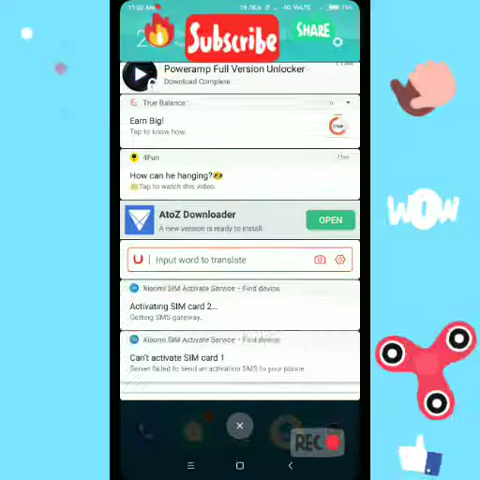 Subscribe
SHARE
Poweramp Full Version Unlocker
Download Complete
True Balance
Earn Big!
Tap to know how.
4Fun
11m
How can he hanging?
Tap to watch this video.
AtoZ Downloader
A new version is ready to install
OPEN
Input word to translate
Xiaomi SIM Activate Service • Find device
Activating SIM card 2...
Getting SMS gateway..
Xiaomi SIM Activate Service • Find device
Can't activate SIM card 1
Server failed to send an activation SMS to your phone
REC
WOW